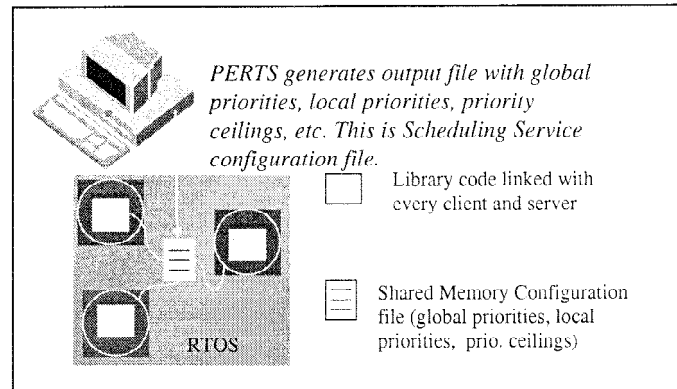 PERTS generates output file with global
priorities, local priorities, priority
ceilings, etc. This is Scheduling Service
configuration file.
Library code linked with
every client and server
Shared Memory Configuration
file (global priorities, local
priorities, prio. ceilings)
RTOS